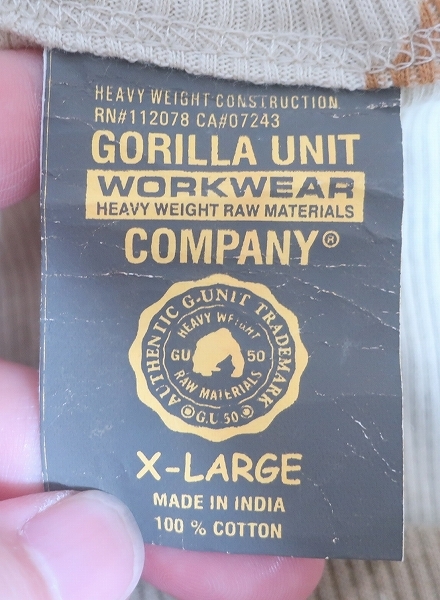 HEAVY WEIGHT CONSTRUCTION
RN#112078 CA#07243
GORILLA UNIT
WORKWEAR
HEAVY WEIGHT RAW MATERIALS
COMPANY®
AUTHENTIC G-UNIT TRADEMARK
HEAVY WEIGHT
GU 50
RAW MATERIALS
G.U 50
X-LARGE
MADE IN INDIA
100 % COTTON